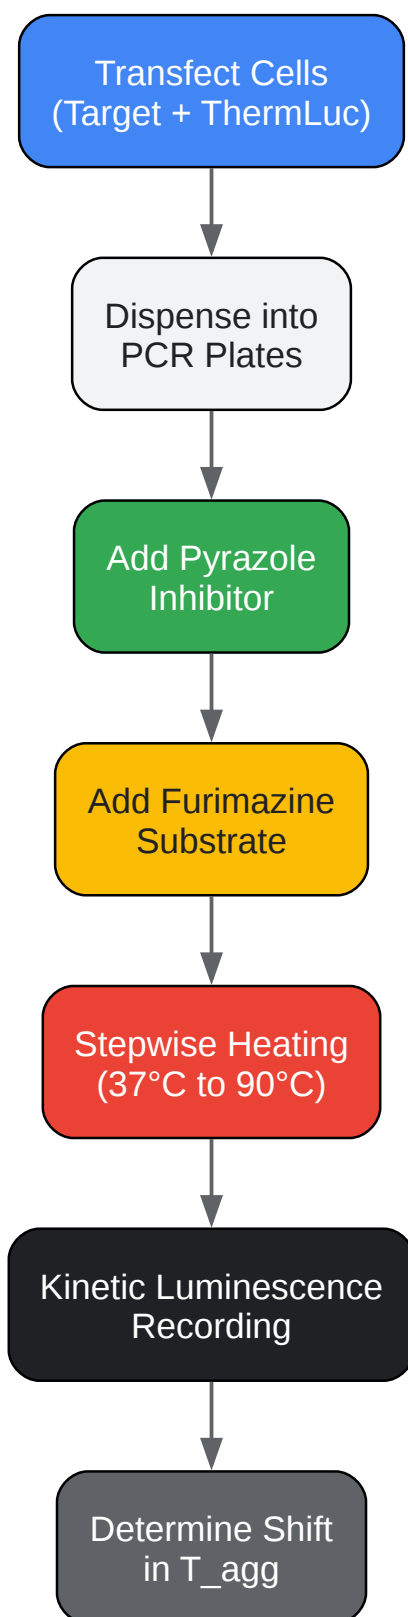 Transfect Cells
(Target + ThermLuc)
Dispense into
PCR Plates
Add Pyrazole
Inhibitor
Add Furimazine
Substrate
Stepwise Heating
(37°C to 90°C)
Kinetic Luminescence
Recording
Determine Shift
in T_agg